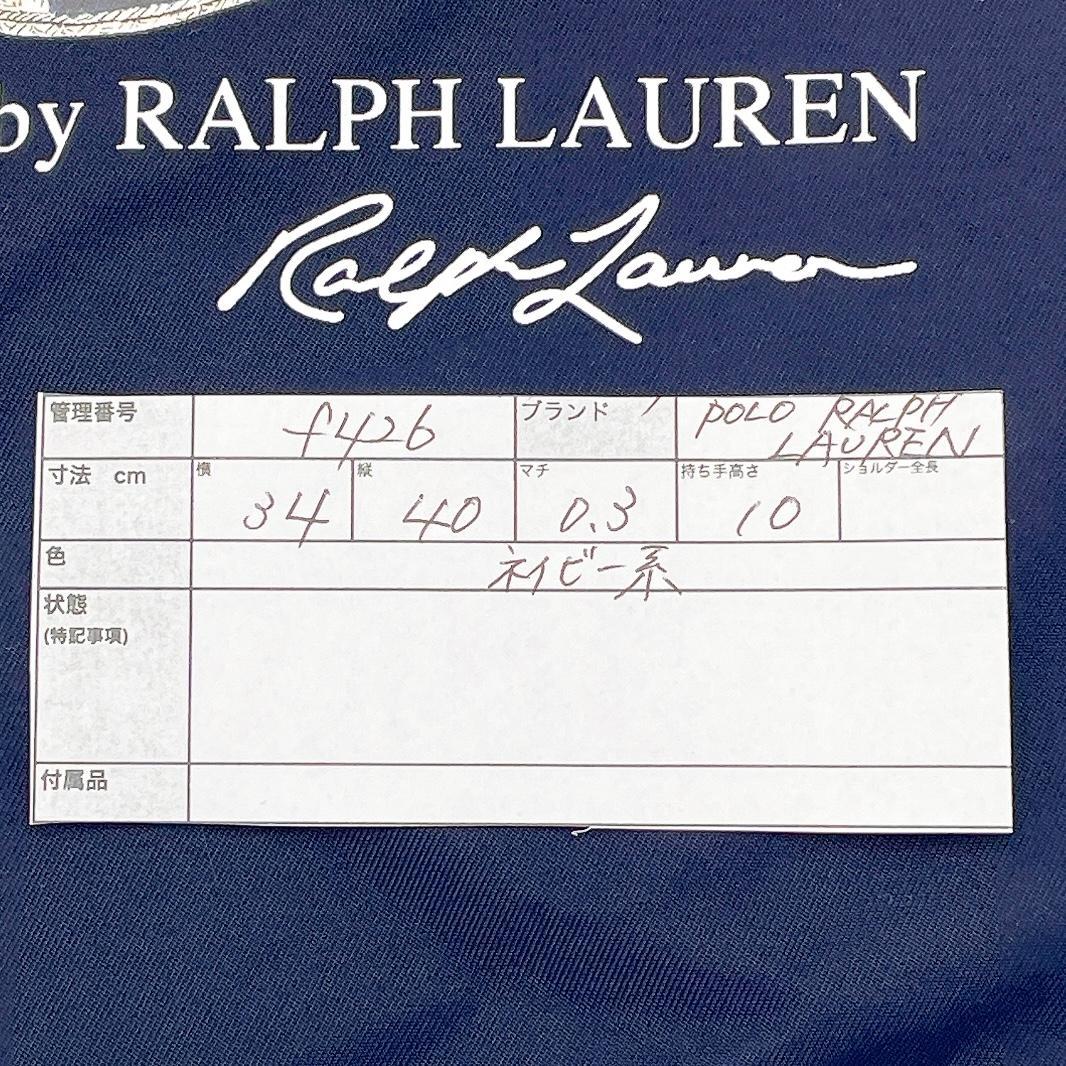 by RALPH LAUREN
Ralph Lauren
管理番号 f426 ブランド POLO RALPH
LAUREN
寸法 cm 横 34 縦 40 マチ 0.3 持ち手高さ 10 ショルダー全長
色 ネイビー系
状態
(特記事項)
付属品